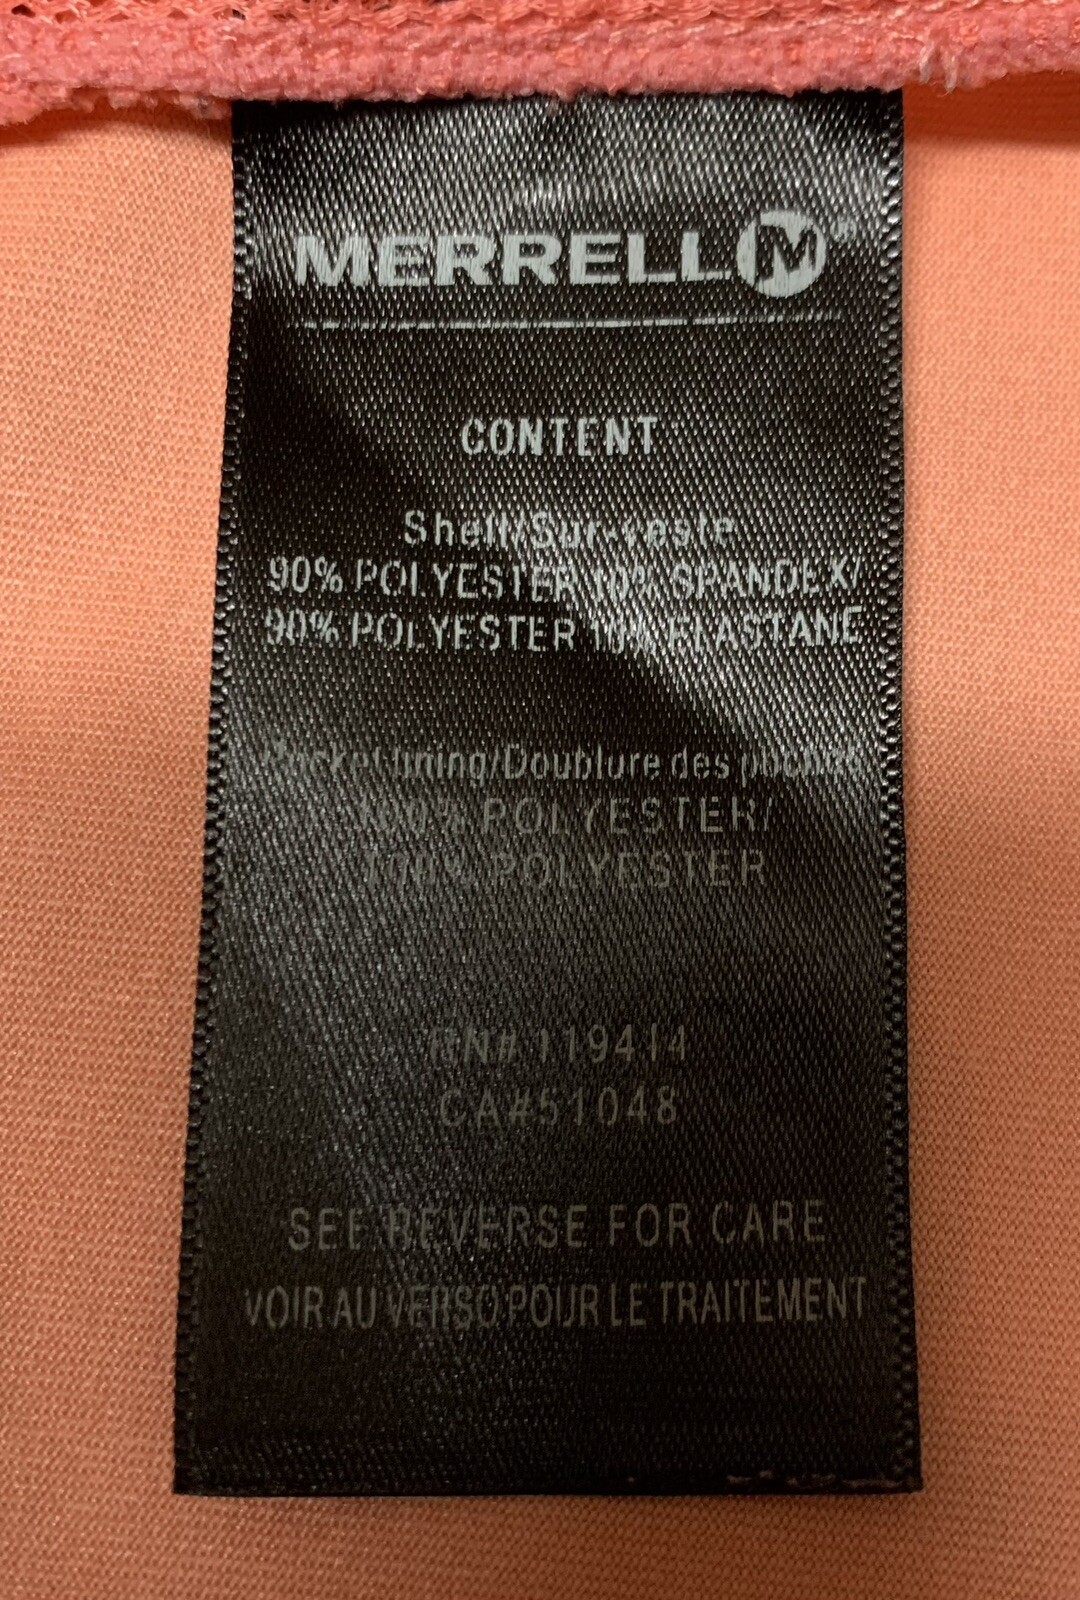 MERRELL M®
CONTENT
Shell/Sur-veste
90% POLYESTER 10% SPANDEX/
90% POLYESTER 10% ELASTANE
Pocket lining/Doublure des poches
100% POLYESTER/
100% POLYESTER
RN# 119414
CA#51048
SEE REVERSE FOR CARE
VOIR AU VERSO POUR LE TRAITEMENT